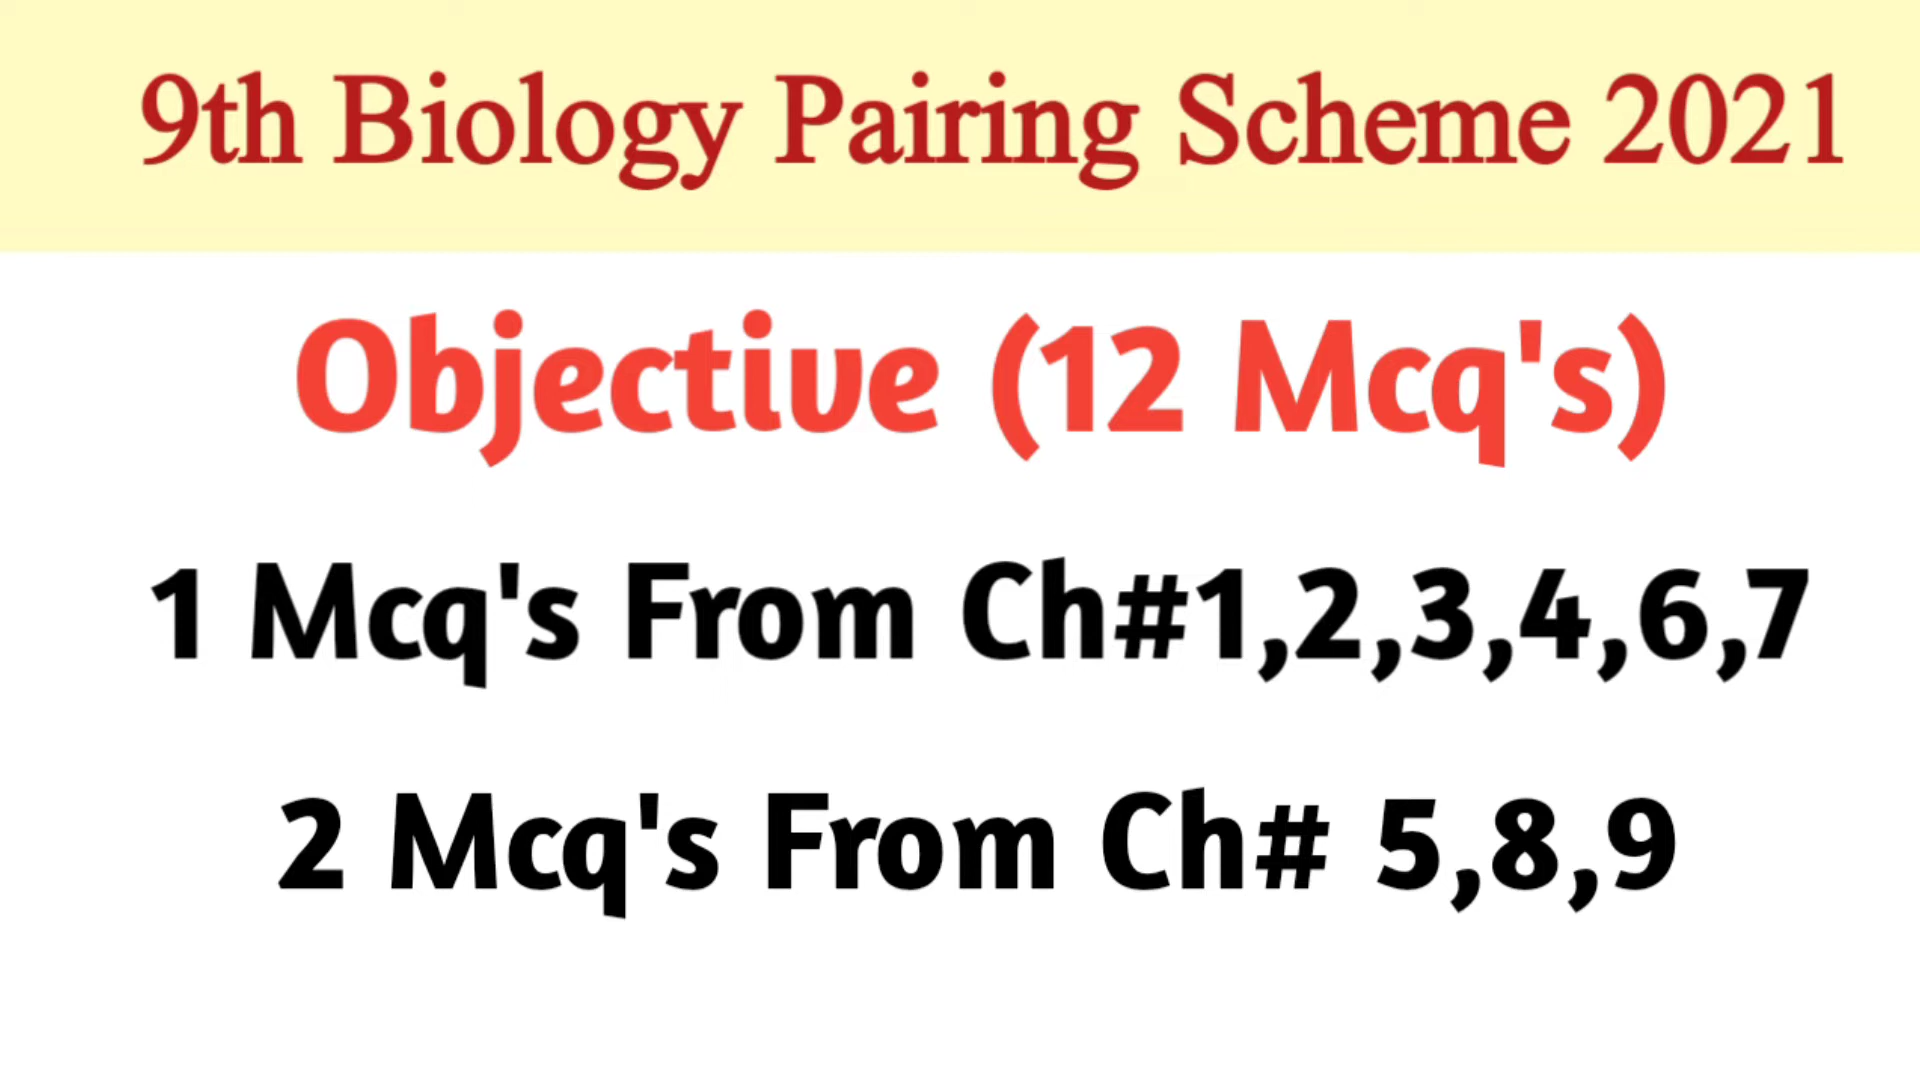 9th Biology Pairing Scheme 2021
Objective (12 Mcq's)
1 Mcq's From Ch#1,2,3,4,6,7
2 Mcq's From Ch# 5,8,9